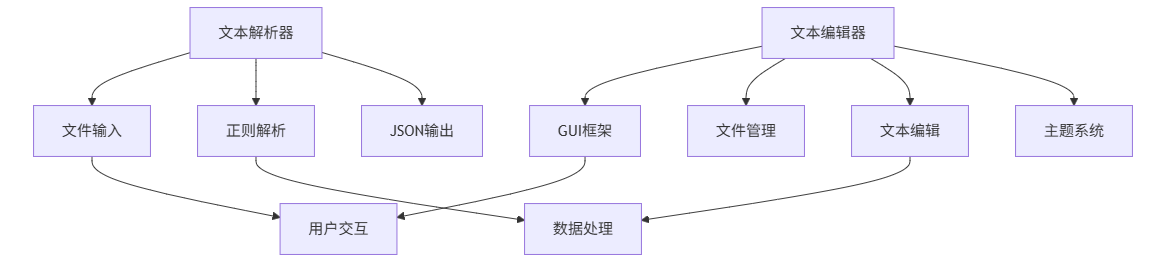 文本解析器
文本编辑器
文件输入
正则解析
JSON输出
GUI框架
文件管理
文本编辑
主题系统
用户交互
数据处理